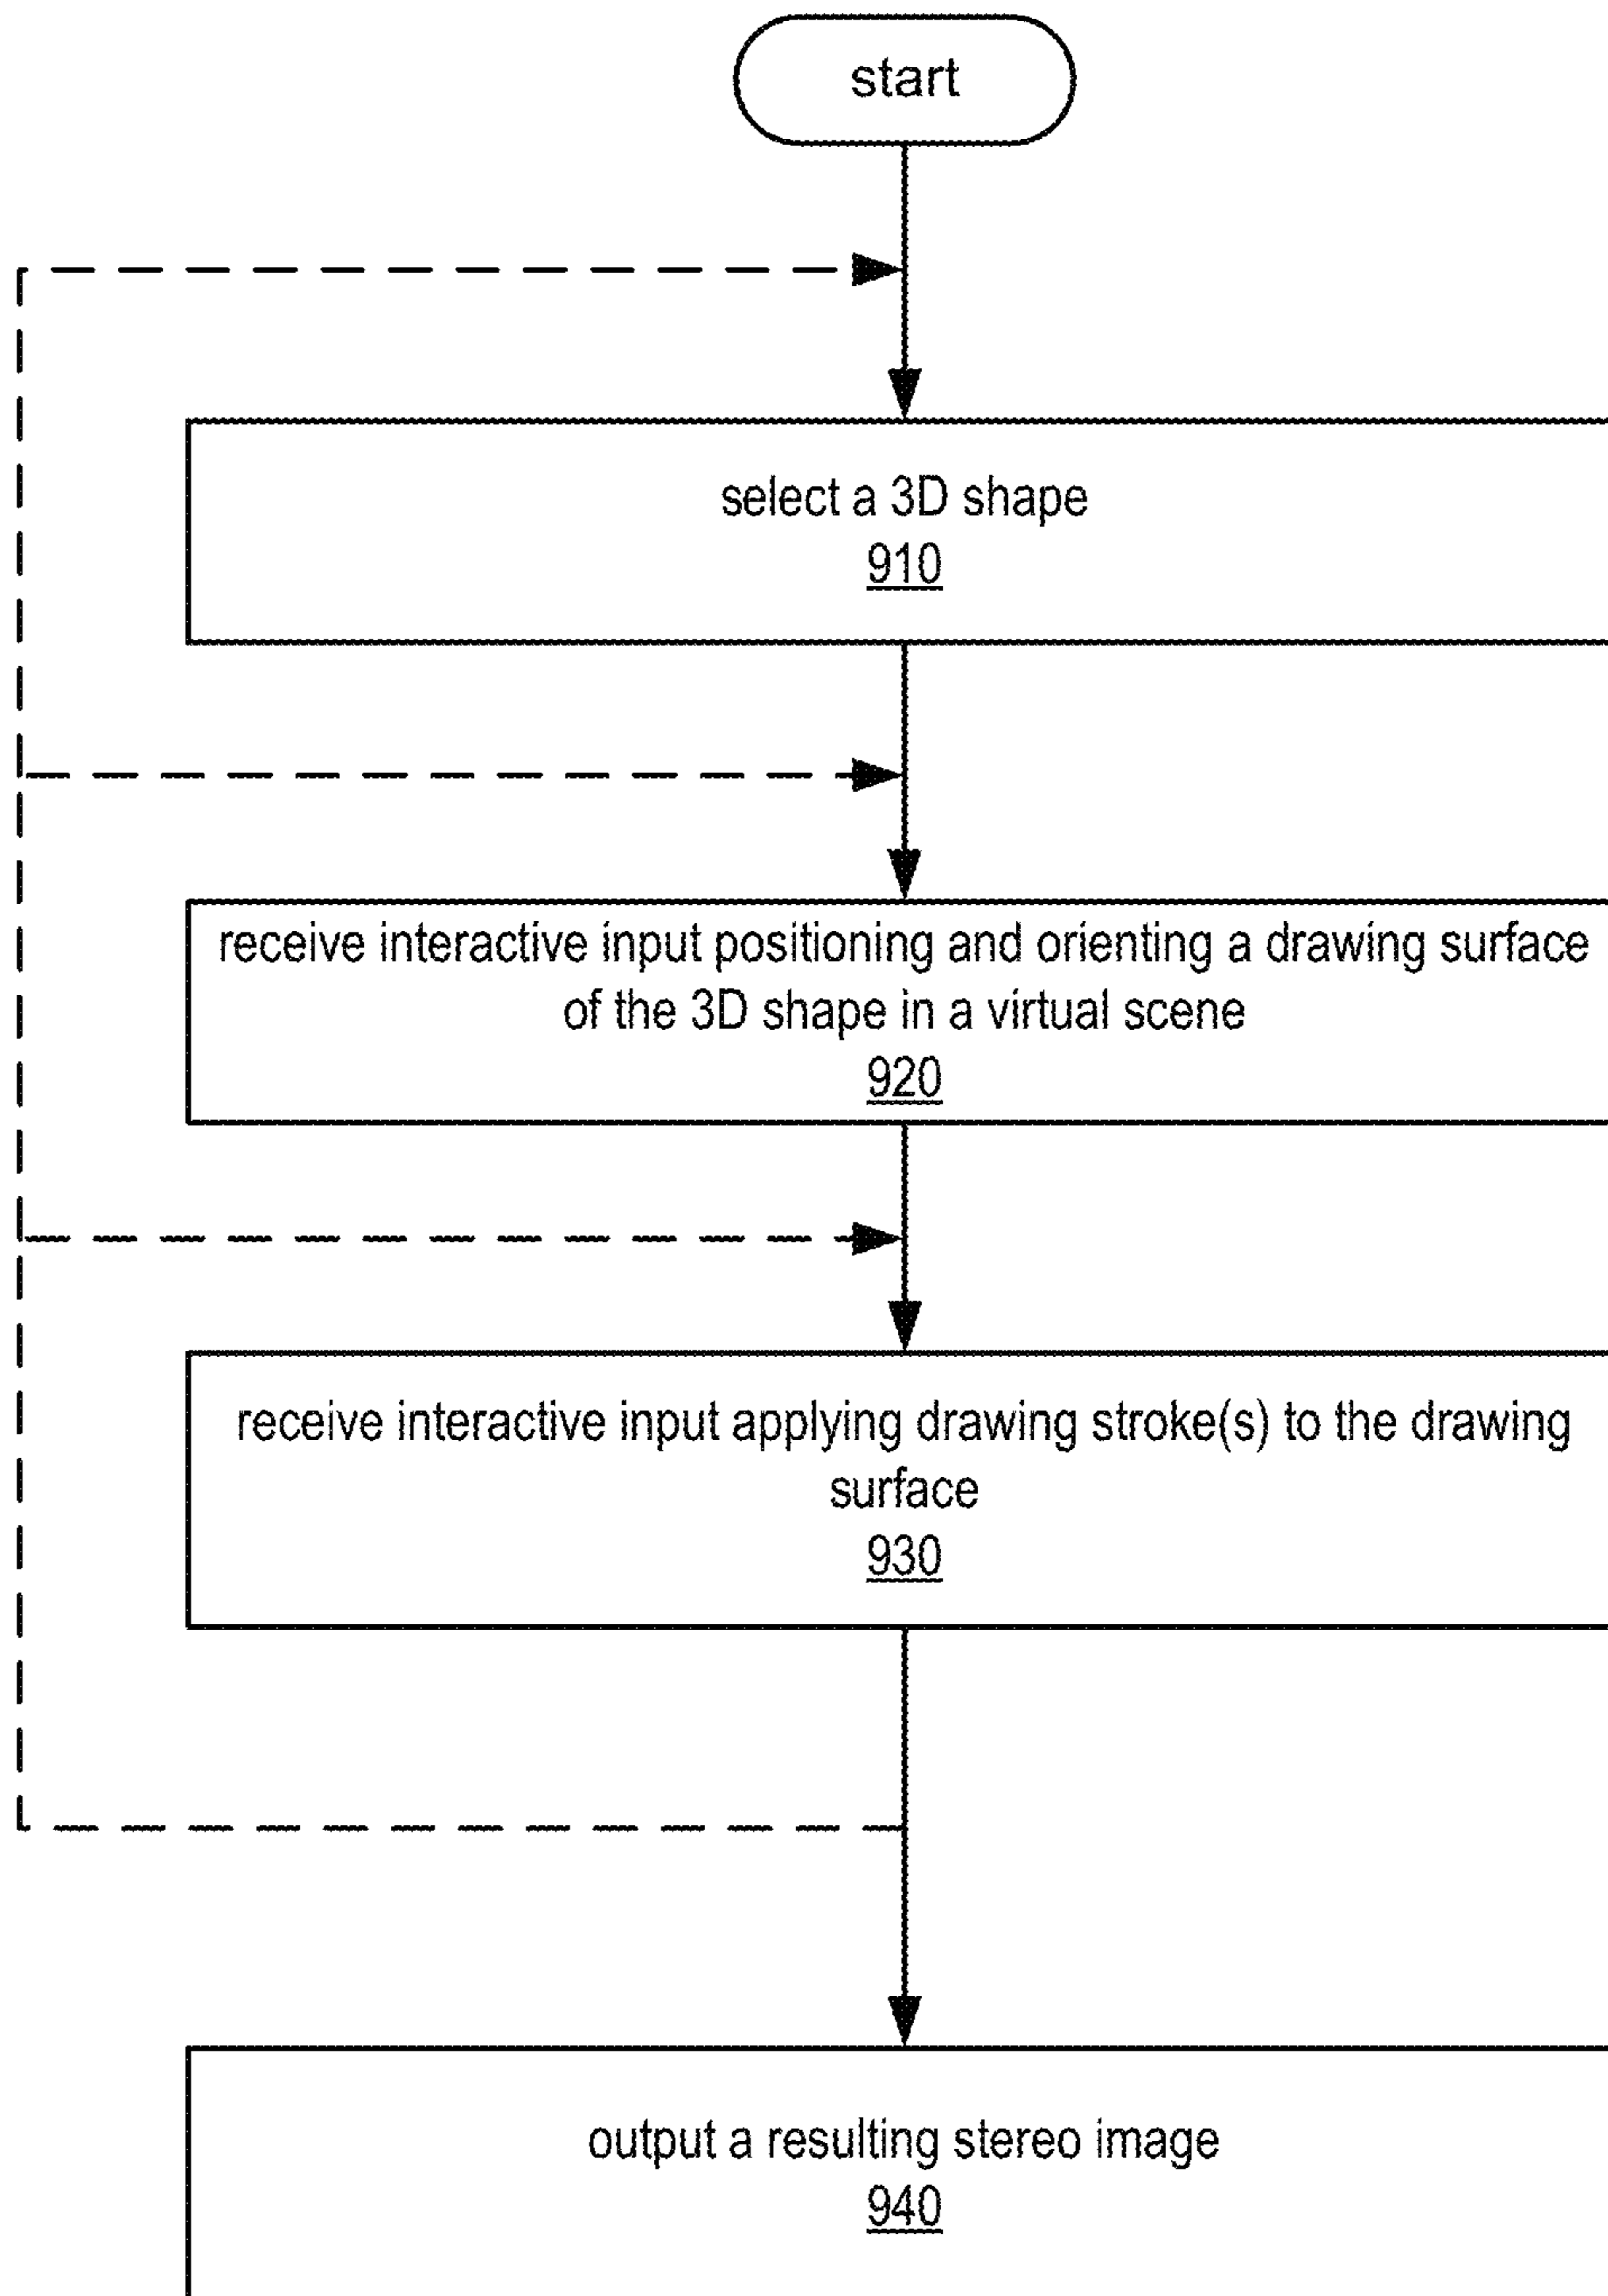 start
select a 3D shape
910
receive interactive input positioning and orienting a drawing surface
of the 3D shape in a virtual scene
920
receive interactive input applying drawing stroke(s) to the drawing
surface
930
output a resulting stereo image
940